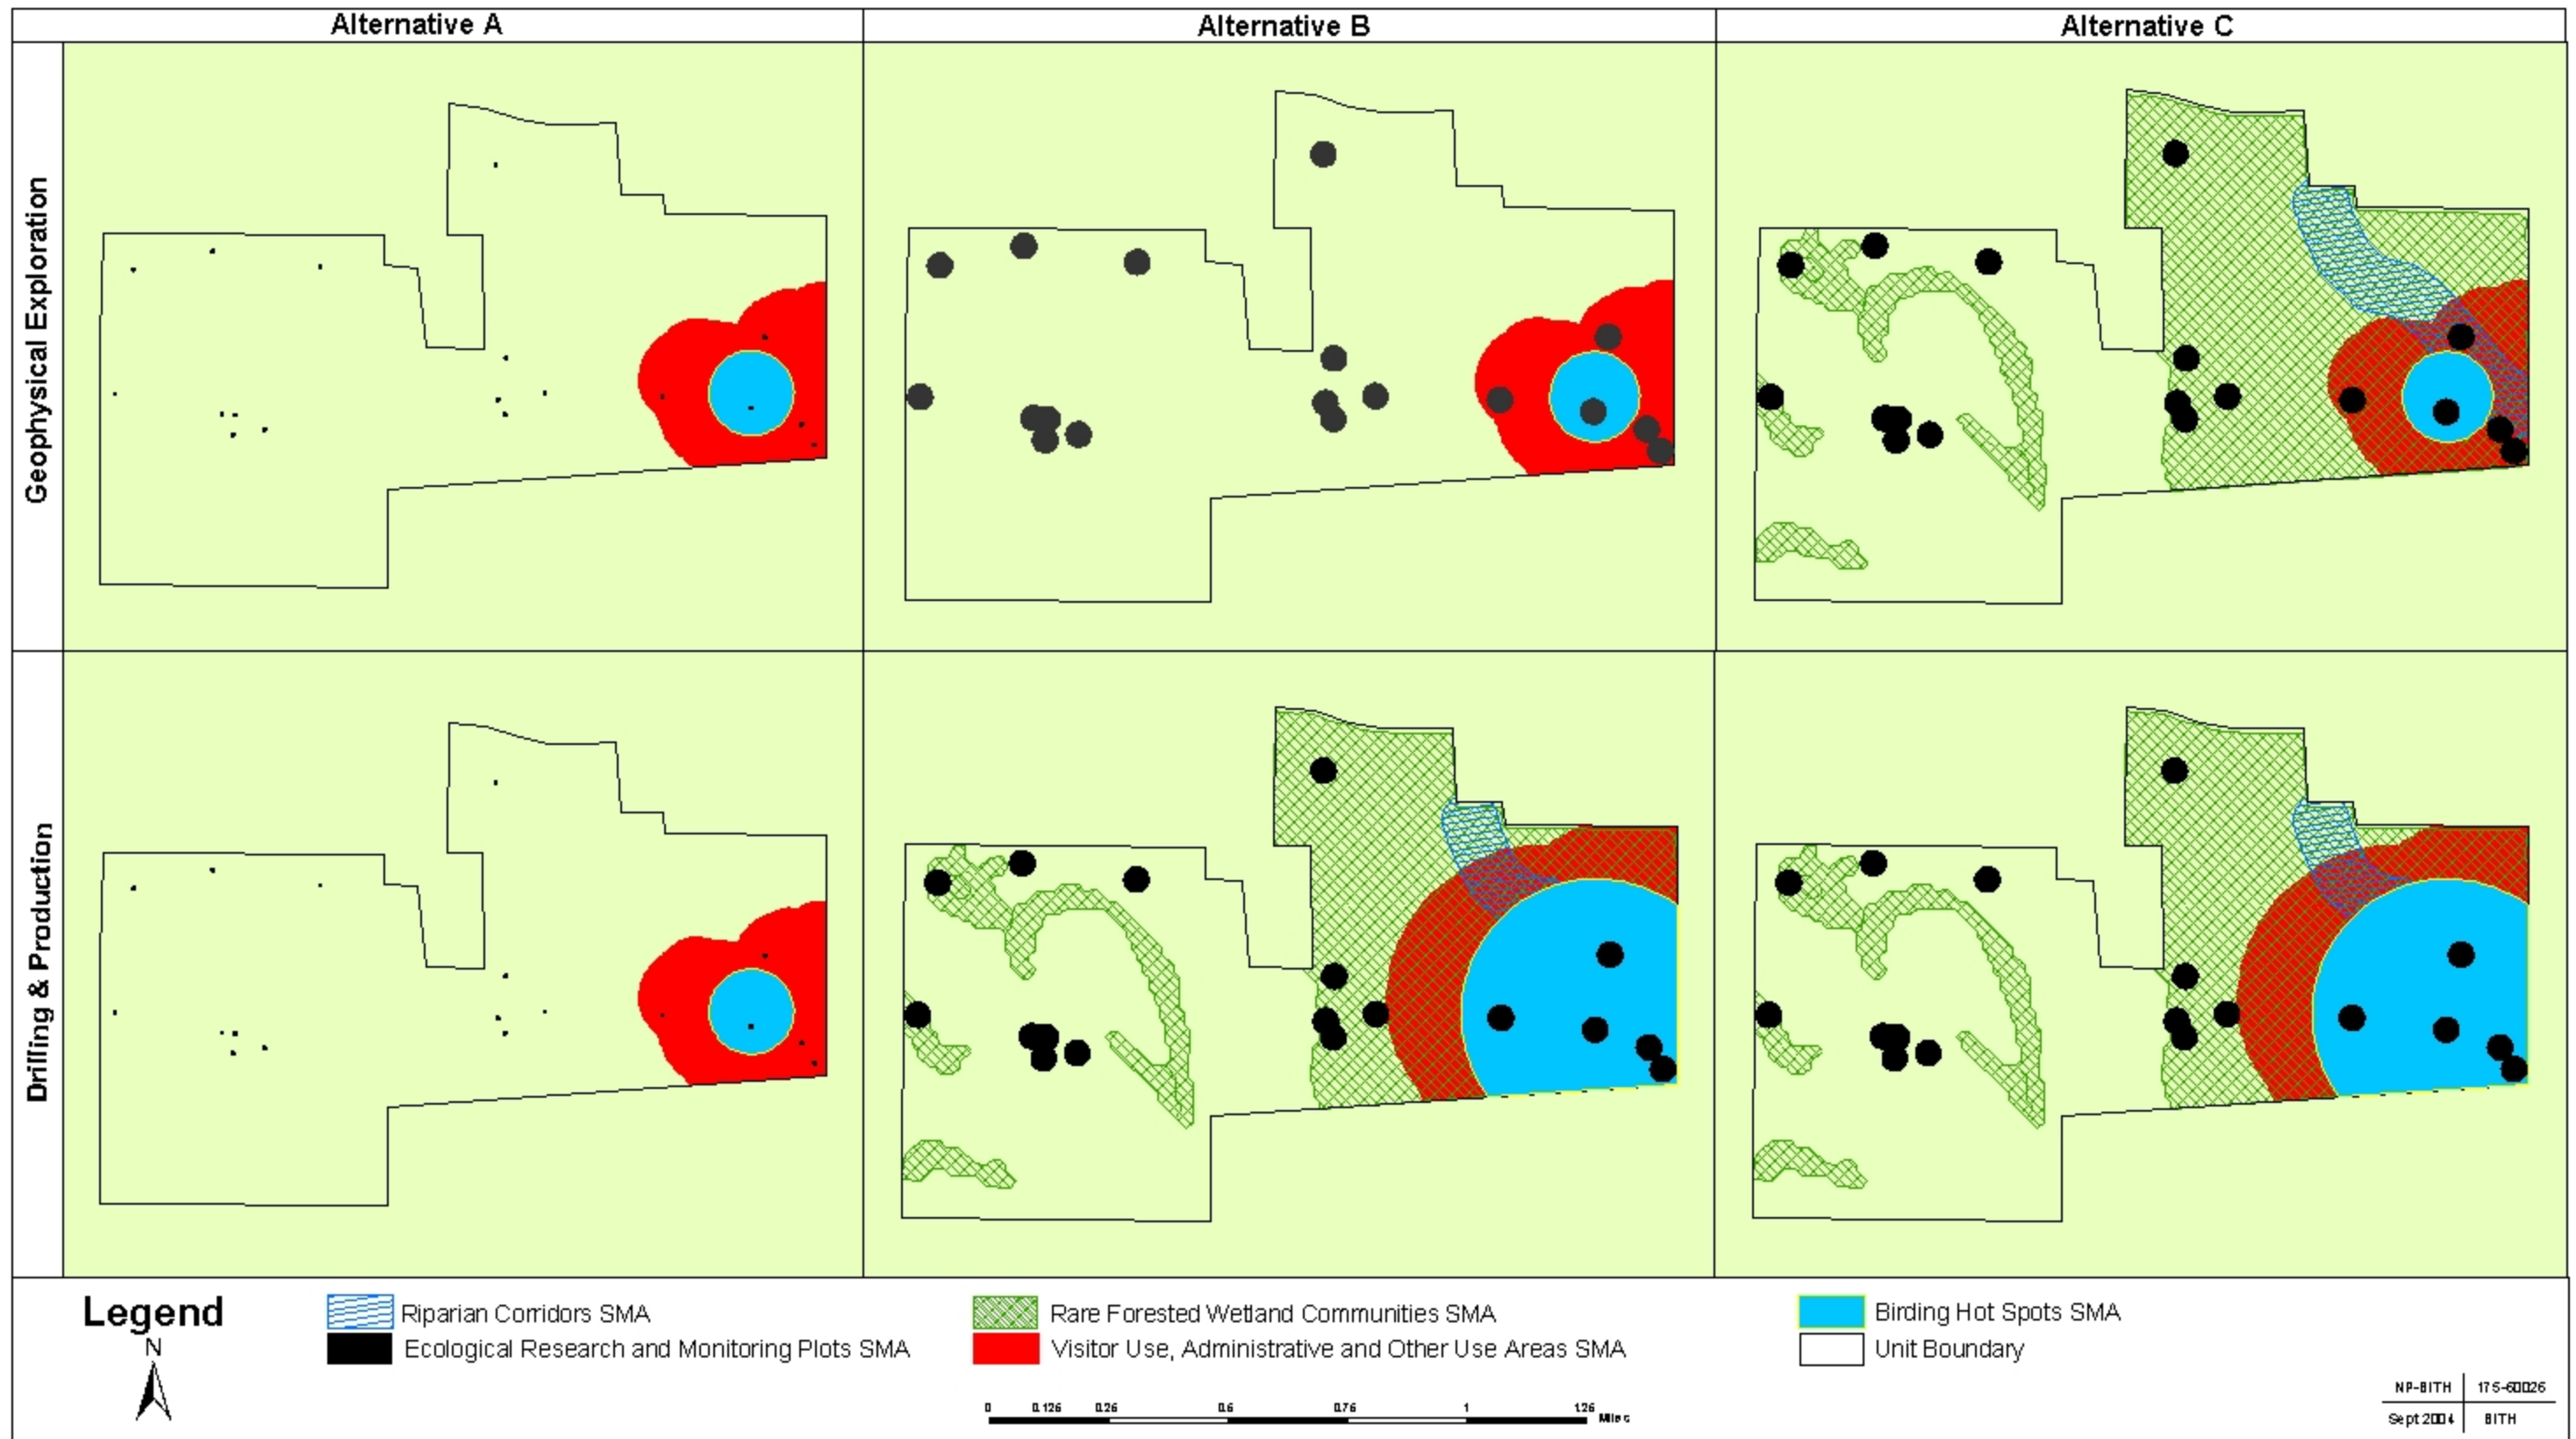 Alternative A
Alternative B
Alternative C
Geophysical Exploration
Drilling & Production
Legend
N
Riparian Corridors SMA
Ecological Research and Monitoring Plots SMA
Rare Forested Wetland Communities SMA
Visitor Use, Administrative and Other Use Areas SMA
Birding Hot Spots SMA
Unit Boundary
0 0.125 0.25 0.5 0.75 1 1.25
Miles
NP-BITH 175-60026
Sept 2004 BITH